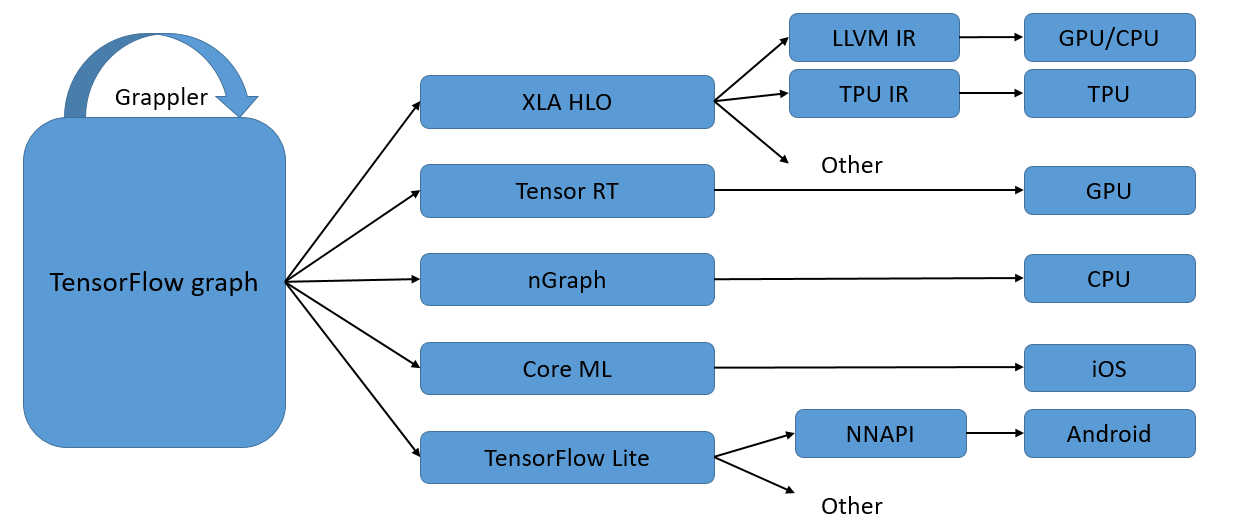 Grappler
TensorFlow graph
XLA HLO
LLVM IR
GPU/CPU
TPU IR
TPU
Other
Tensor RT
GPU
nGraph
CPU
Core ML
iOS
TensorFlow Lite
NNAPI
Android
Other